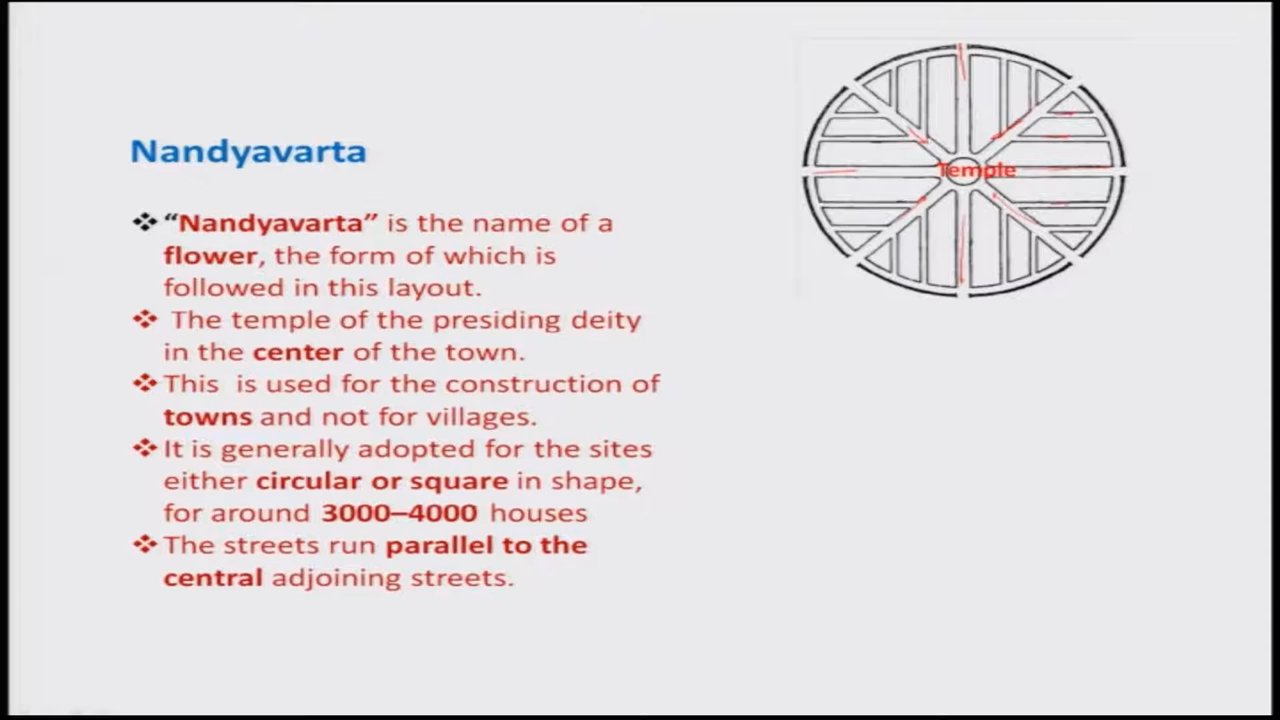 Nandyavarta
❖ “Nandyavarta” is the name of a
flower, the form of which is
followed in this layout.
❖ The temple of the presiding deity
in the center of the town.
❖ This is used for the construction of
towns and not for villages.
❖ It is generally adopted for the sites
either circular or square in shape,
for around 3000–4000 houses
❖ The streets run parallel to the
central adjoining streets.
Temple